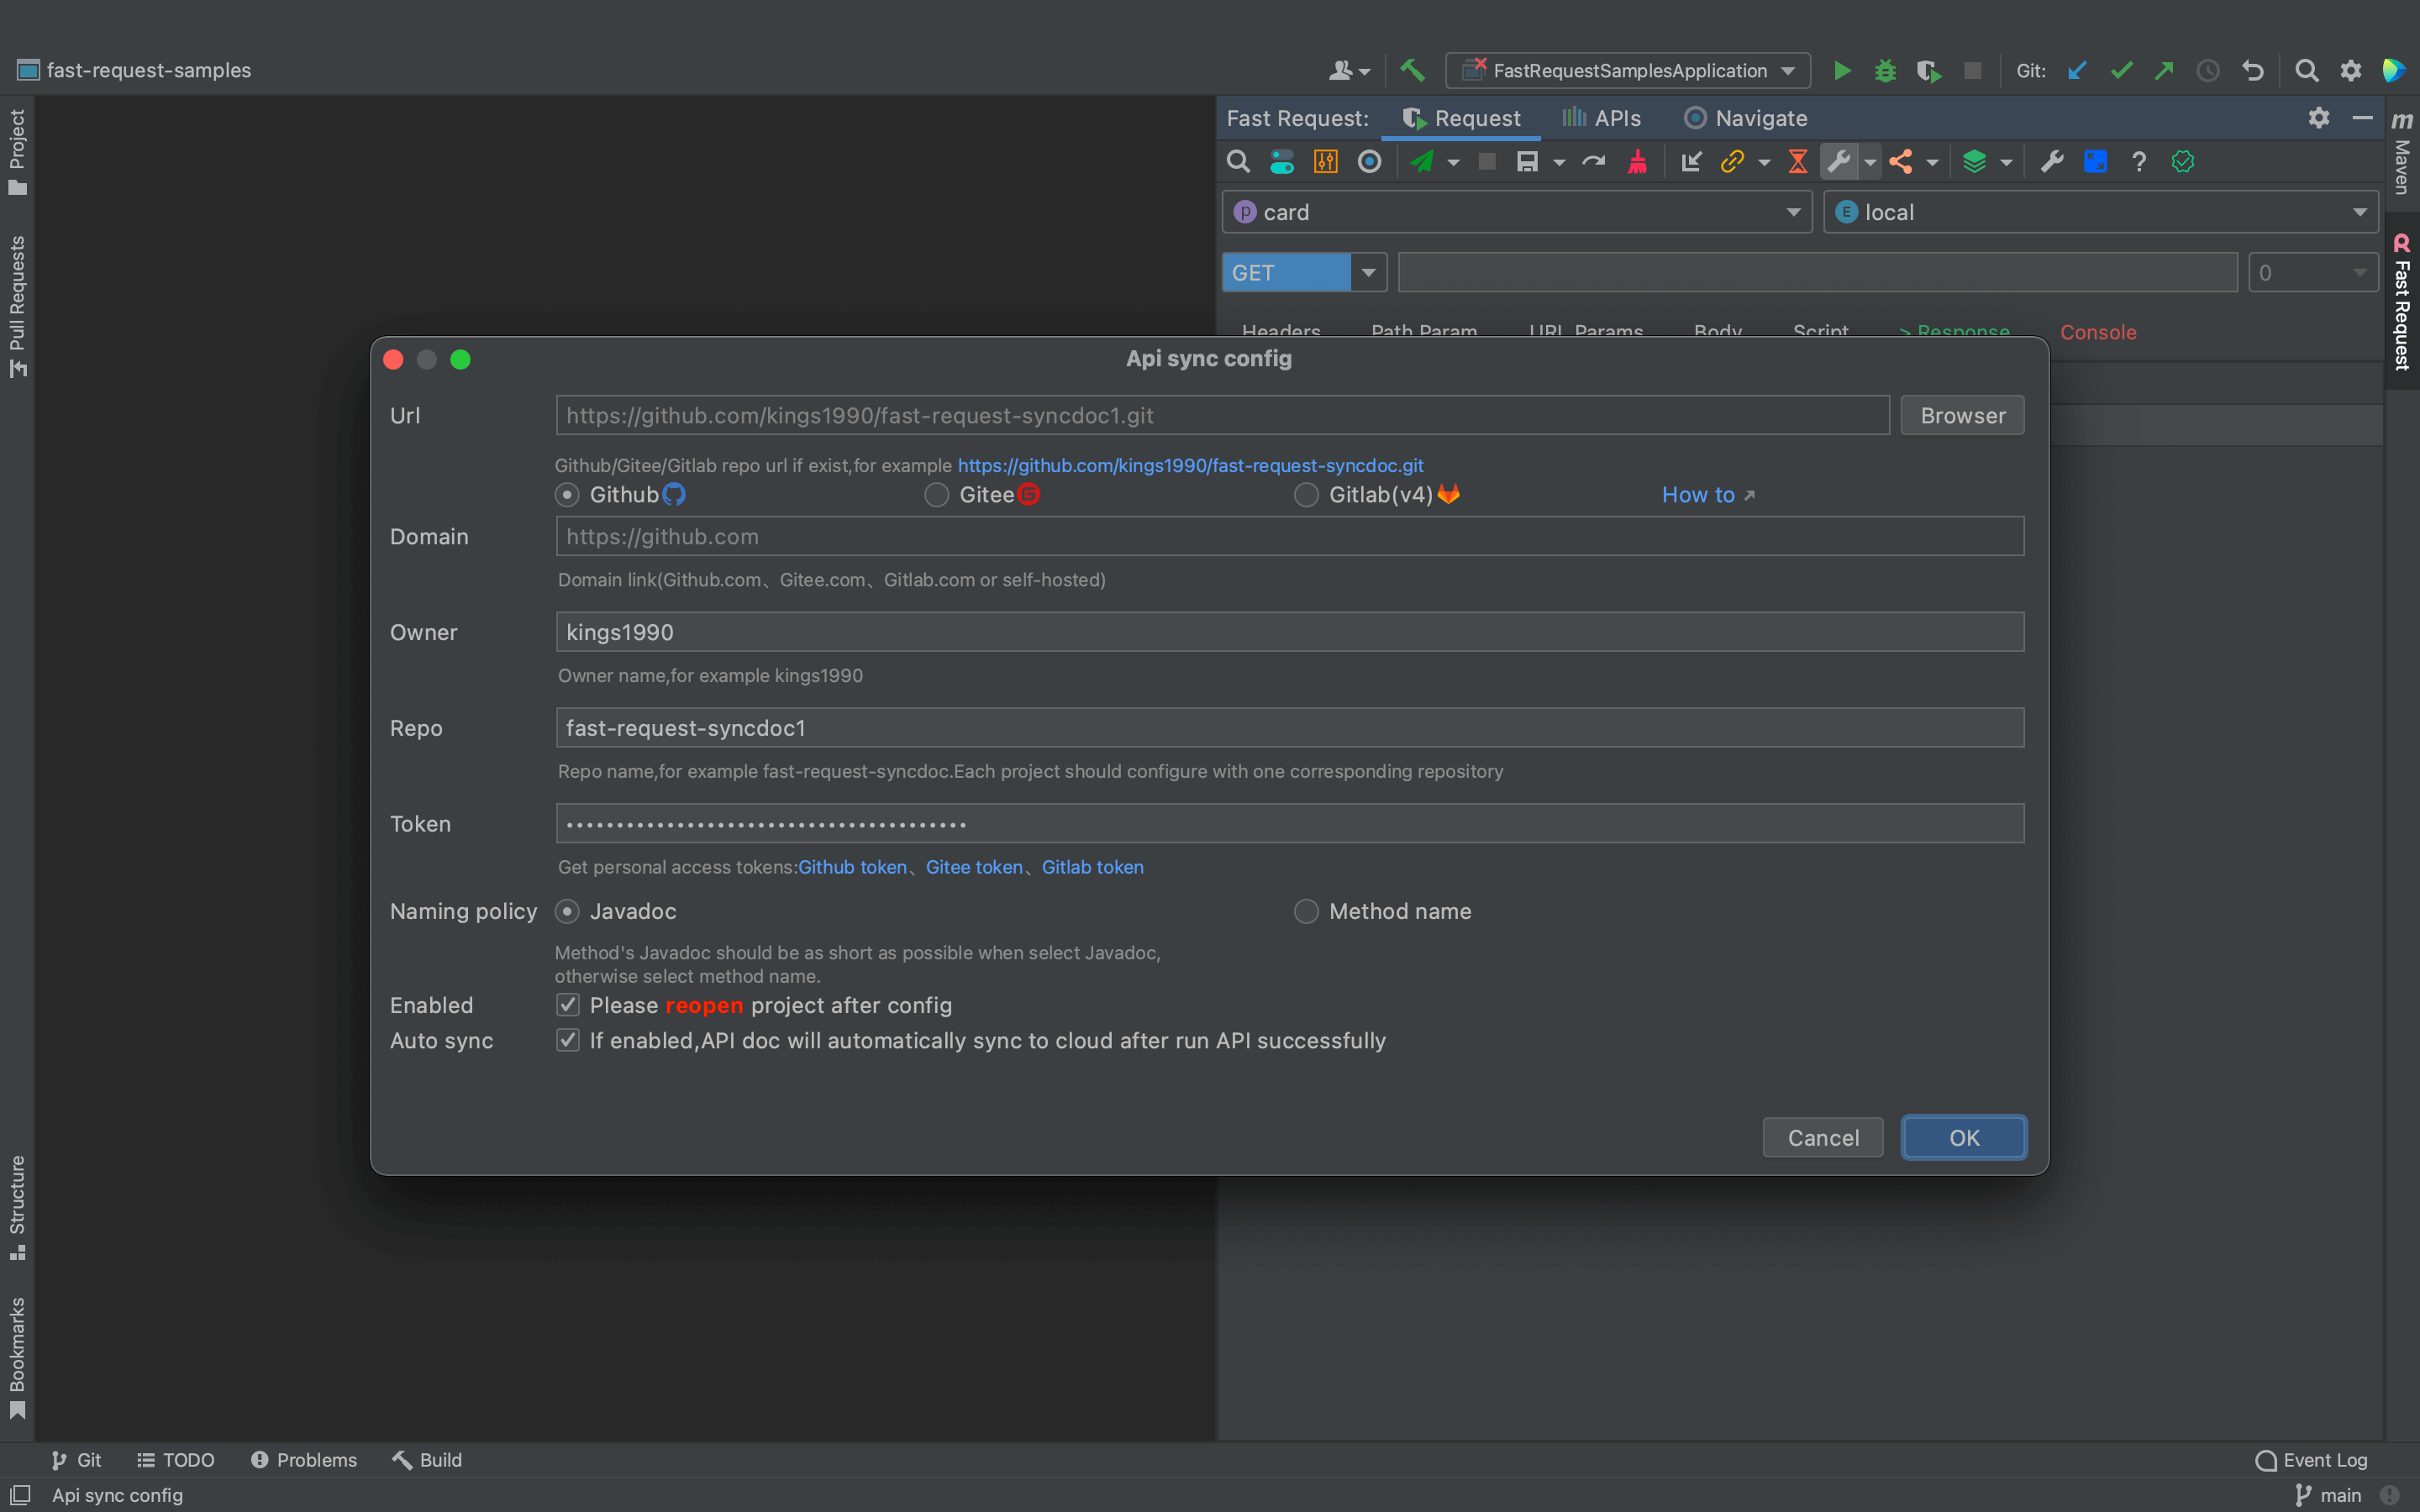 fast-request-samples
FastRequestSamplesApplication
Git:
Project
Pull Requests
Structure
Bookmarks
Fast Request: Request APIs Navigate
m
Maven
Fast Request
card
local
GET
0
Headers Path Param URL Params Body Script > Response Console
Api sync config
Url https://github.com/kings1990/fast-request-syncdoc1.git Browser
Github/Gitee/Gitlab repo url if exist,for example https://github.com/kings1990/fast-request-syncdoc.git
Github Gitee Gitlab(v4) How to
Domain https://github.com
Domain link(Github.com、Gitee.com、Gitlab.com or self-hosted)
Owner kings1990
Owner name,for example kings1990
Repo fast-request-syncdoc1
Repo name,for example fast-request-syncdoc.Each project should configure with one corresponding repository
Token ••••••••••••••••••••••••••••••••••••••••
Get personal access tokens:Github token、Gitee token、Gitlab token
Naming policy Javadoc Method name
Method's Javadoc should be as short as possible when select Javadoc,
otherwise select method name.
Enabled Please reopen project after config
Auto sync If enabled,API doc will automatically sync to cloud after run API successfully
Cancel OK
Git TODO Problems Build Event Log
Api sync config main